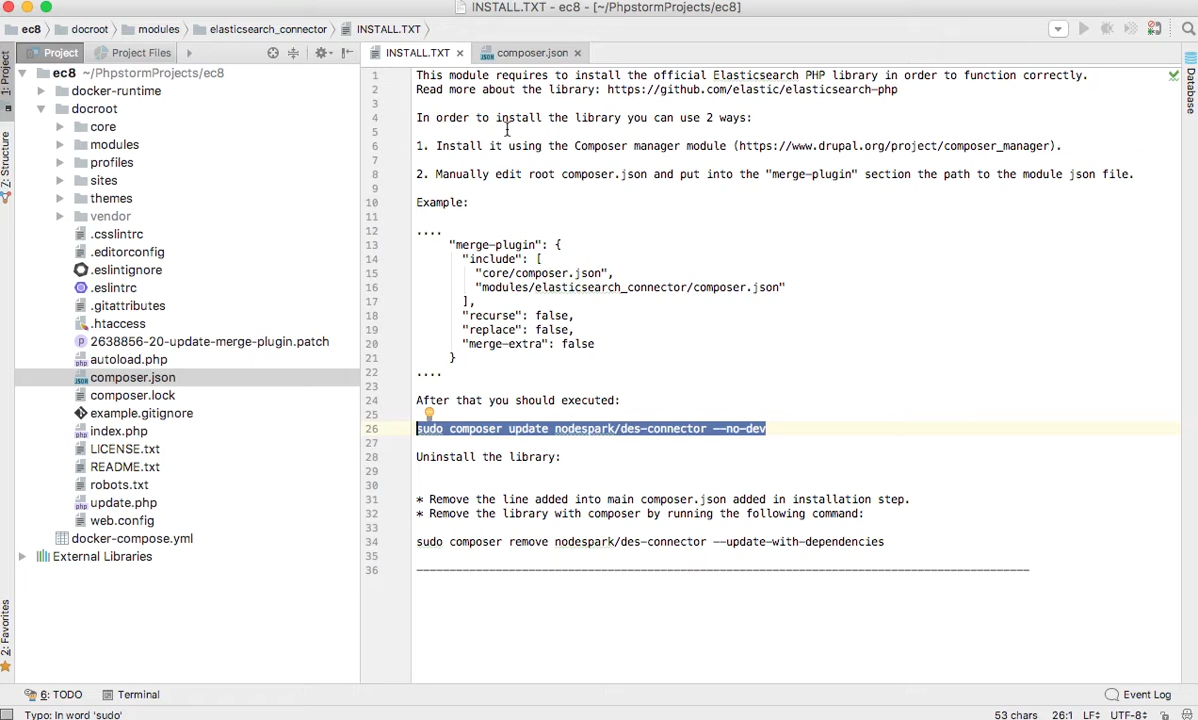 INSTALL.TXT - ec8 - [~/PhpstormProjects/ec8]
ec8 docroot modules elasticsearch_connector INSTALL.TXT
Project Project Files
INSTALL.TXT composer.json
1: Project
Z: Structure
2: Favorites
Database
ec8 ~/PhpstormProjects/ec8
docker-runtime
docroot
core
modules
profiles
sites
themes
vendor
.csslintrc
.editorconfig
.eslintignore
.eslintrc
.gitattributes
.htaccess
2638856-20-update-merge-plugin.patch
autoload.php
composer.json
composer.lock
example.gitignore
index.php
LICENSE.txt
README.txt
robots.txt
update.php
web.config
docker-compose.yml
External Libraries
1 This module requires to install the official Elasticsearch PHP library in order to function correctly.
2 Read more about the library: https://github.com/elastic/elasticsearch-php
3
4 In order to install the library you can use 2 ways:
5
6 1. Install it using the Composer manager module (https://www.drupal.org/project/composer_manager).
7
8 2. Manually edit root composer.json and put into the "merge-plugin" section the path to the module json file.
9
10 Example:
11
12 ....
13 "merge-plugin": {
14 "include": [
15 "core/composer.json",
16 "modules/elasticsearch_connector/composer.json"
17 ],
18 "recurse": false,
19 "replace": false,
20 "merge-extra": false
21 }
22 ....
23
24 After that you should executed:
25
26 sudo composer update nodespark/des-connector --no-dev
27
28 Uninstall the library:
29
30
31 * Remove the line added into main composer.json added in installation step.
32 * Remove the library with composer by running the following command:
33
34 sudo composer remove nodespark/des-connector --update-with-dependencies
35
36 ----------------------------------------------------------------------------------------------
6: TODO Terminal Event Log
Typo: In word 'sudo' 53 chars 26:1 LF UTF-8